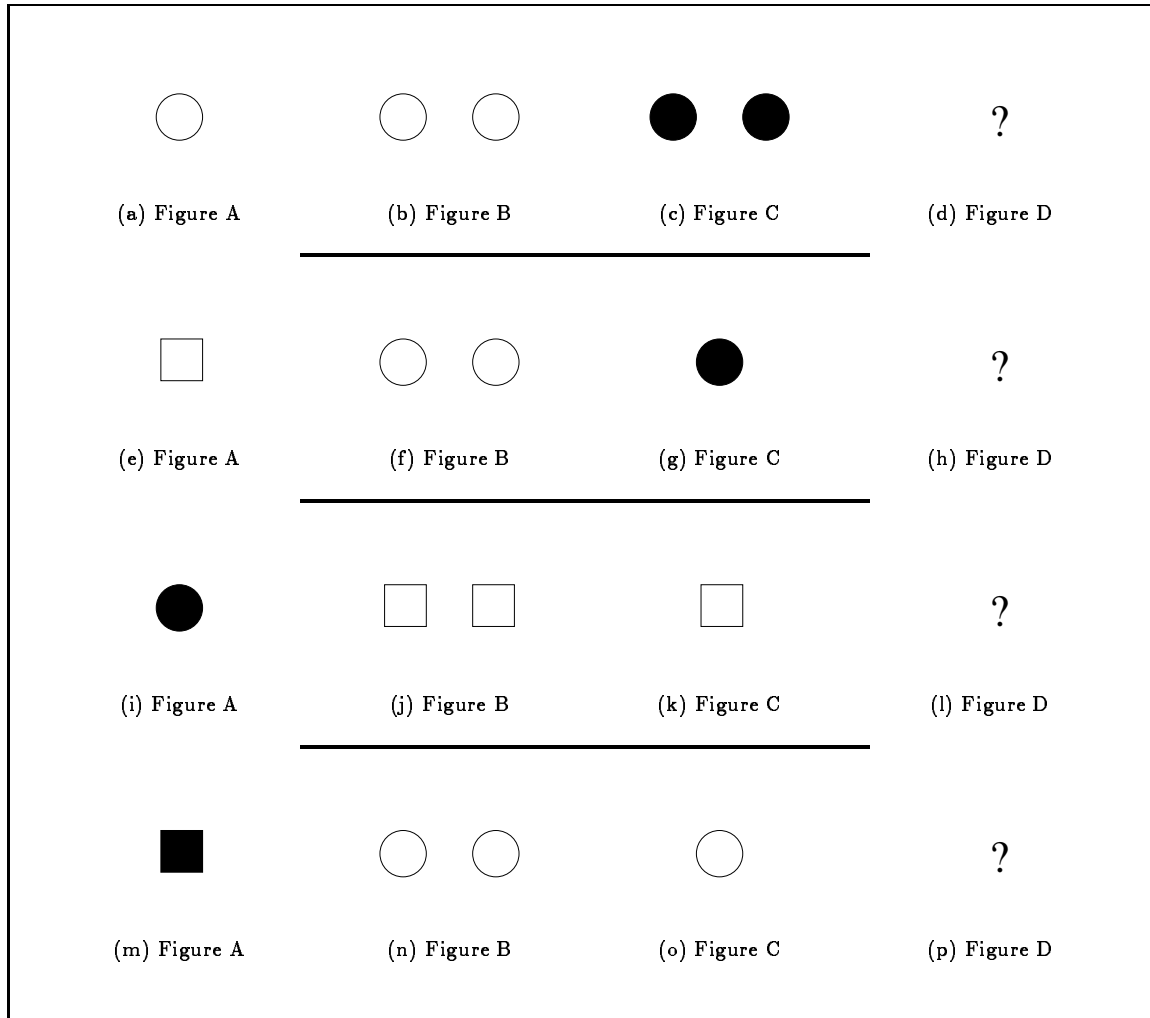 ?
(a) Figure A (b) Figure B (c) Figure C (d) Figure D
?
(e) Figure A (f) Figure B (g) Figure C (h) Figure D
?
(i) Figure A (j) Figure B (k) Figure C (l) Figure D
?
(m) Figure A (n) Figure B (o) Figure C (p) Figure D